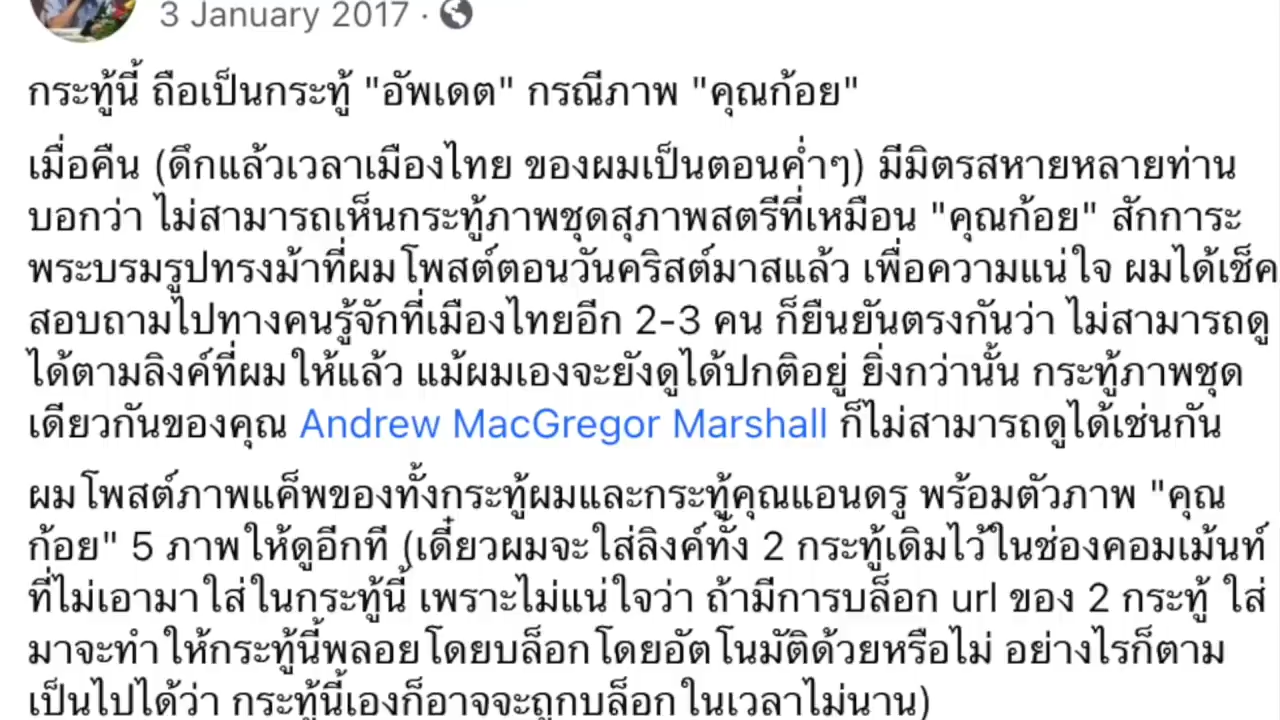 3 January 2017 ·
กระทู้นี้ ถือเป็นกระทู้ "อัพเดต" กรณีภาพ "คุณก้อย"
เมื่อคืน (ดึกแล้วเวลาเมืองไทย ของผมเป็นตอนค่ำๆ) มีมิตรสหายหลายท่าน
บอกว่า ไม่สามารถเห็นกระทู้ภาพชุดสุภาพสตรีที่เหมือน "คุณก้อย" สักการะ
พระบรมรูปทรงม้าที่ผมโพสต์ตอนวันคริสต์มาสแล้ว เพื่อความแน่ใจ ผมได้เช็ค
สอบถามไปทางคนรู้จักที่เมืองไทยอีก 2-3 คน ก็ยืนยันตรงกันว่า ไม่สามารถดู
ได้ตามลิงค์ที่ผมให้แล้ว แม้ผมเองจะยังดูได้ปกติอยู่ ยิ่งกว่านั้น กระทู้ภาพชุด
เดียวกันของคุณ Andrew MacGregor Marshall ก็ไม่สามารถดูได้เช่นกัน
ผมโพสต์ภาพแค็พของทั้งกระทู้ผมและกระทู้คุณแอนดรู พร้อมตัวภาพ "คุณ
ก้อย" 5 ภาพให้ดูอีกที (เดี๋ยวผมจะใส่ลิงค์ทั้ง 2 กระทู้เดิมไว้ในช่องคอมเม้นท์
ที่ไม่เอามาใส่ในกระทู้นี้ เพราะไม่แน่ใจว่า ถ้ามีการบล็อก url ของ 2 กระทู้ ใส่
มาจะทำให้กระทู้นี้พลอยโดยบล็อกโดยอัตโนมัติด้วยหรือไม่ อย่างไรก็ตาม
เป็นไปได้ว่า กระทู้นี้เองก็อาจจะถูกบล็อกในเวลาไม่นาน)